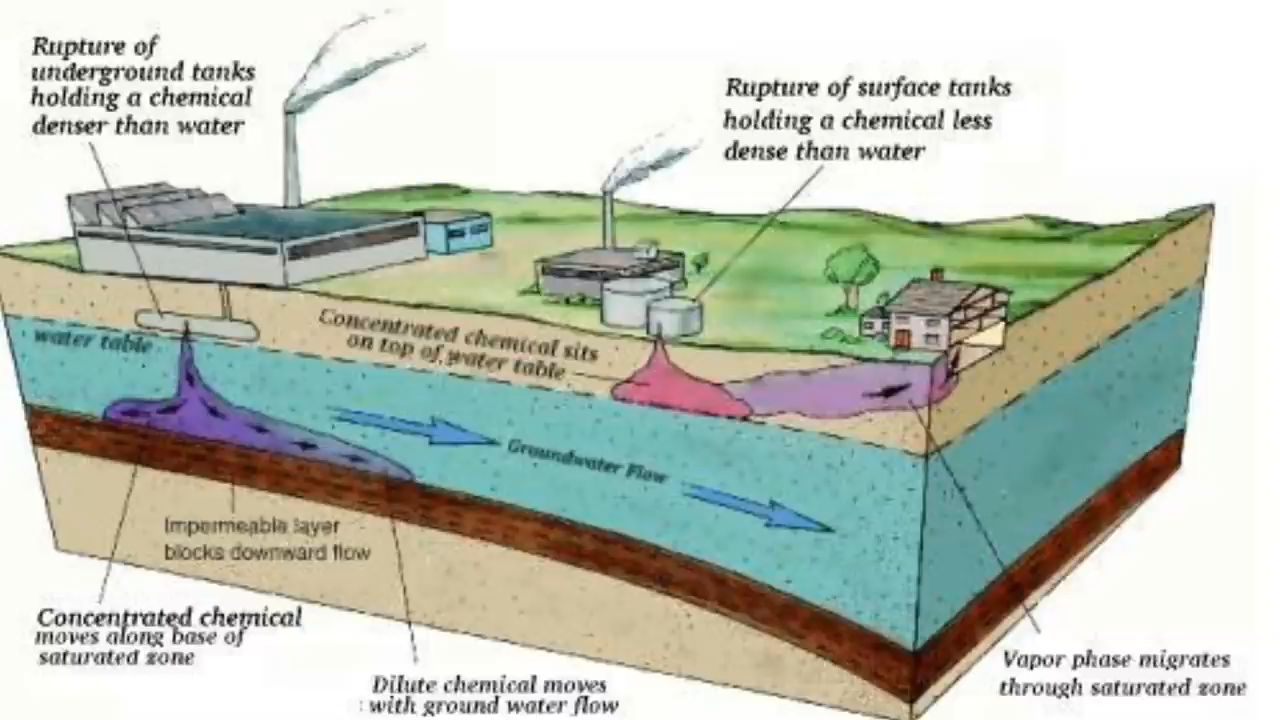 Rupture of
underground tanks
holding a chemical
denser than water
Rupture of surface tanks
holding a chemical less
dense than water
Concentrated chemical sits
on top of water table
water table
Groundwater Flow
Impermeable layer
blocks downward flow
Concentrated chemical
moves along base of
saturated zone
Dilute chemical moves
with ground water flow
Vapor phase migrates
through saturated zone